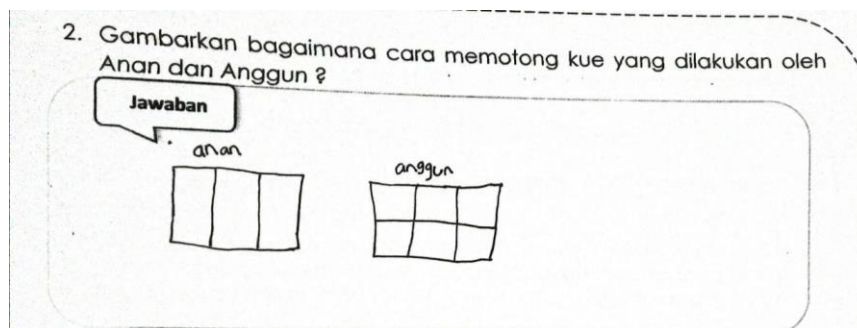 2. Gambarkan bagaimana cara memotong kue yang dilakukan oleh
Anan dan Anggun ?
Jawaban
anan
anggun